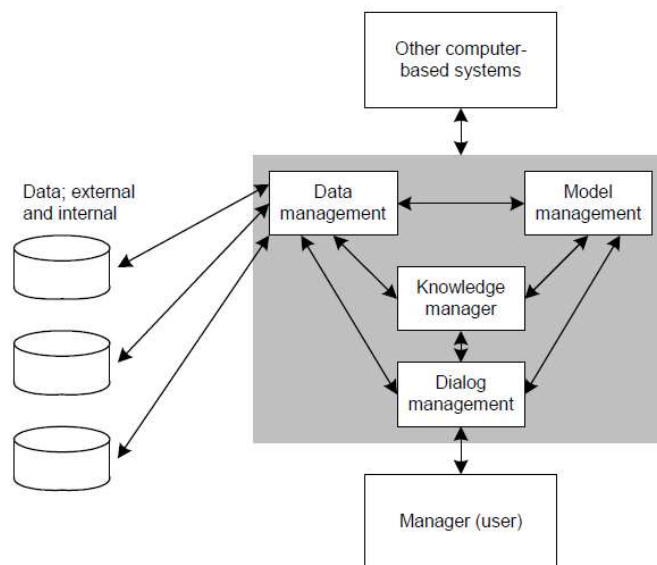 Other computer-
based systems
Data; external
and internal
Data
management
Model
management
Knowledge
manager
Dialog
management
Manager (user)